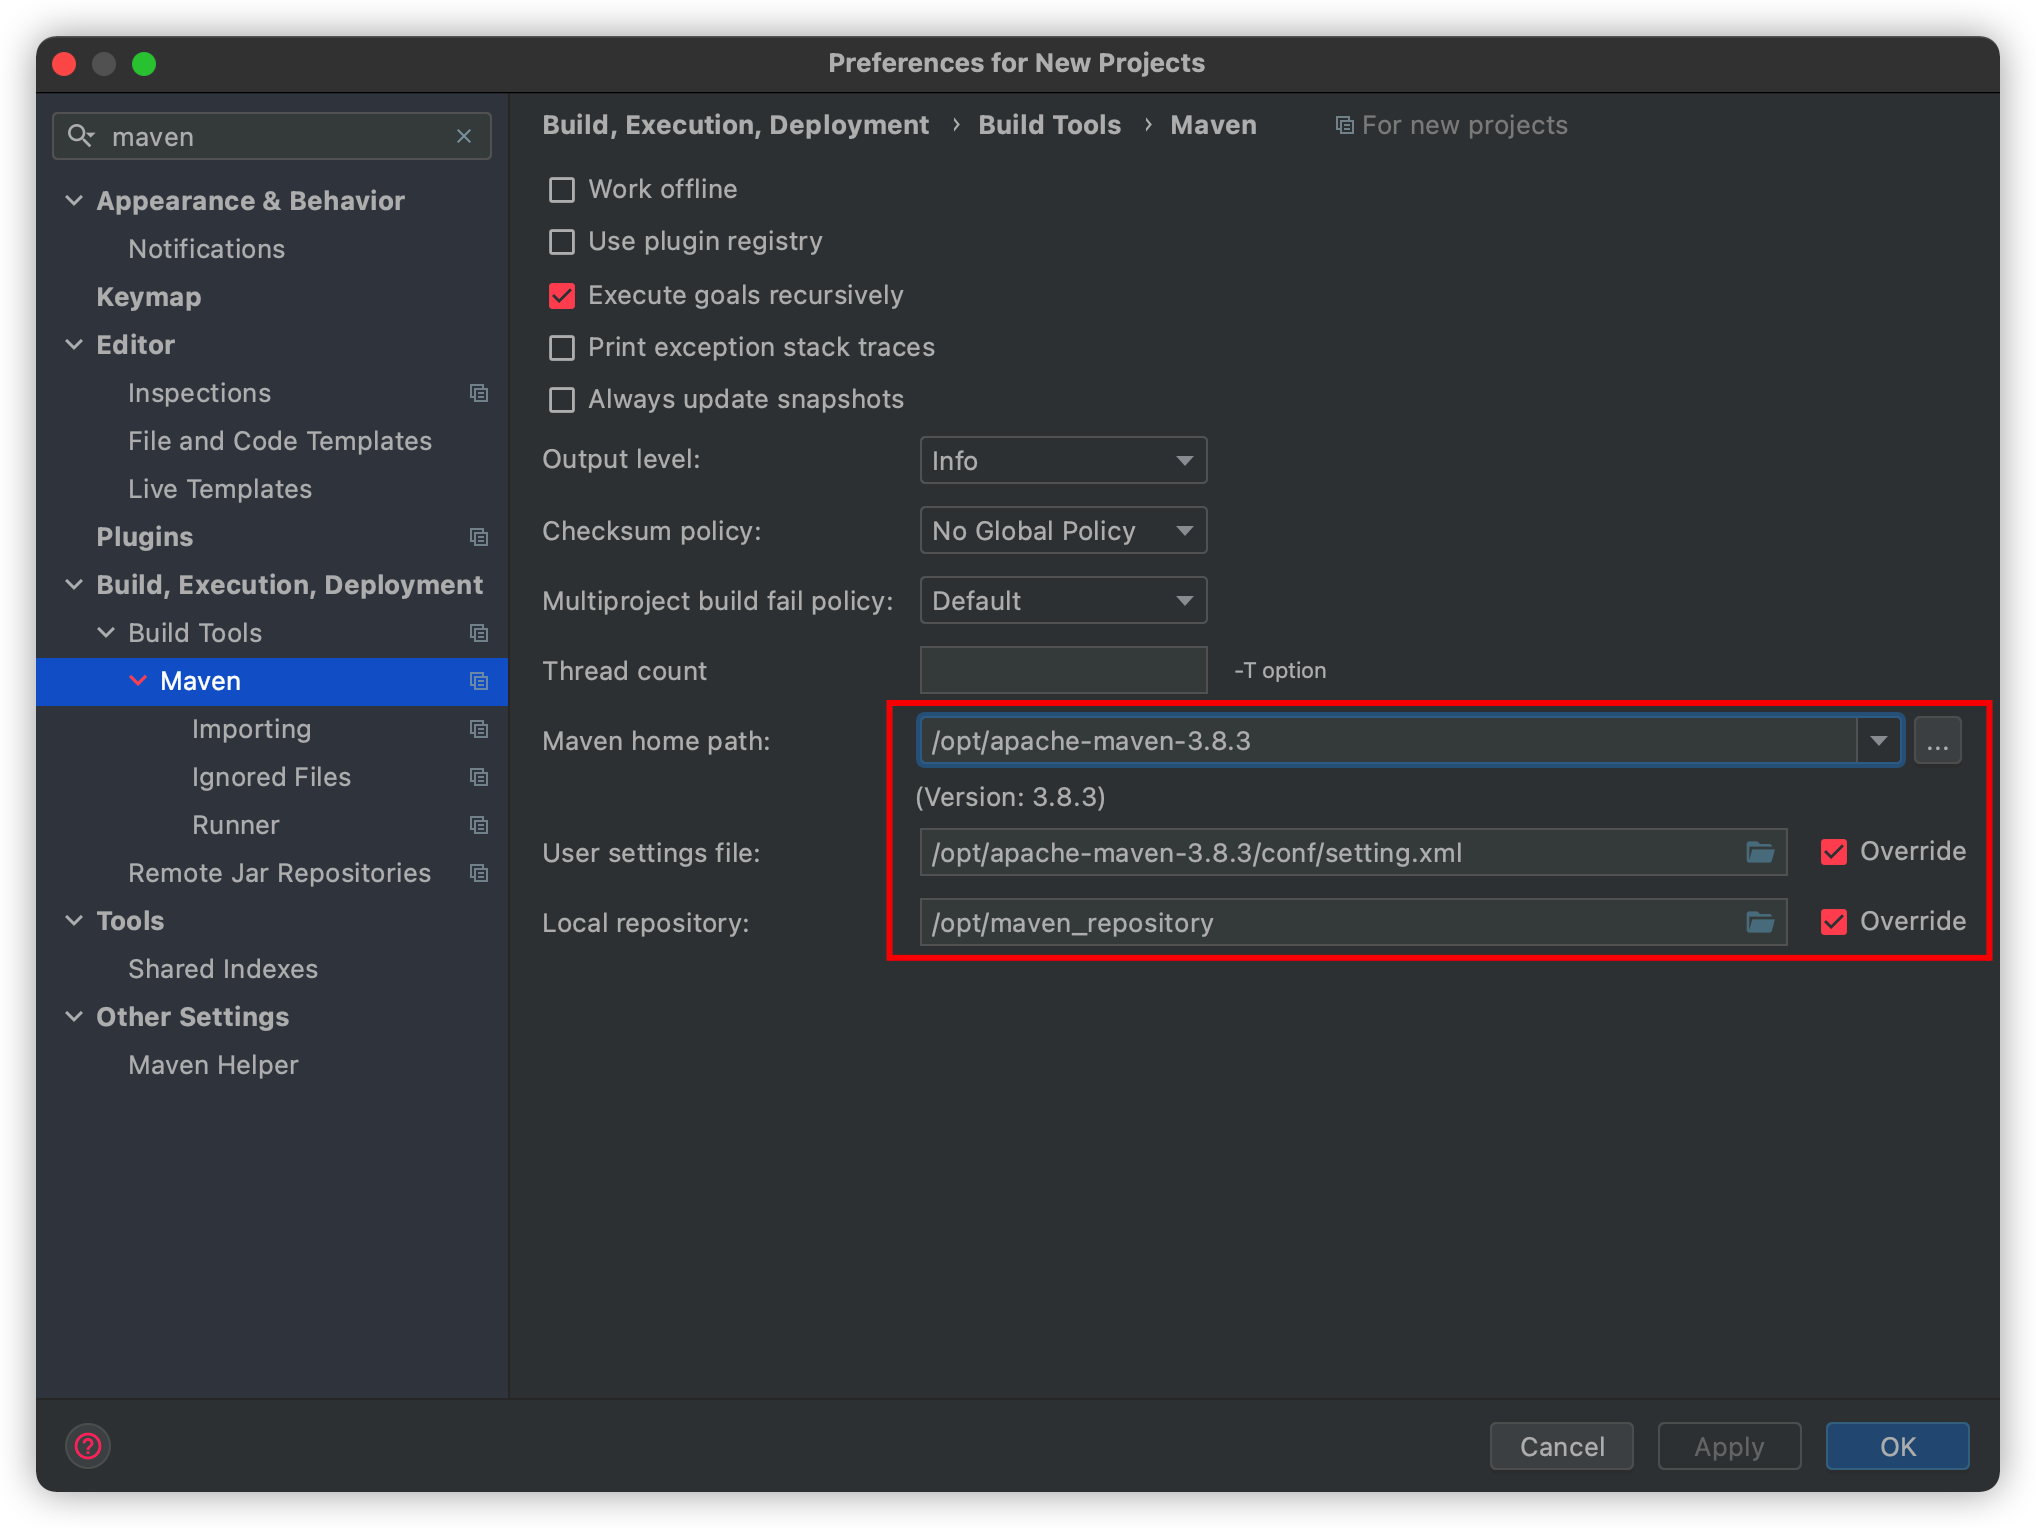 Preferences for New Projects
maven
Appearance & Behavior
Notifications
Keymap
Editor
Inspections
File and Code Templates
Live Templates
Plugins
Build, Execution, Deployment
Build Tools
Maven
Importing
Ignored Files
Runner
Remote Jar Repositories
Tools
Shared Indexes
Other Settings
Maven Helper
Build, Execution, Deployment › Build Tools › Maven For new projects
Work offline
Use plugin registry
Execute goals recursively
Print exception stack traces
Always update snapshots
Output level: Info
Checksum policy: No Global Policy
Multiproject build fail policy: Default
Thread count -T option
Maven home path: /opt/apache-maven-3.8.3 ...
(Version: 3.8.3)
User settings file: /opt/apache-maven-3.8.3/conf/setting.xml Override
Local repository: /opt/maven_repository Override
? Cancel Apply OK